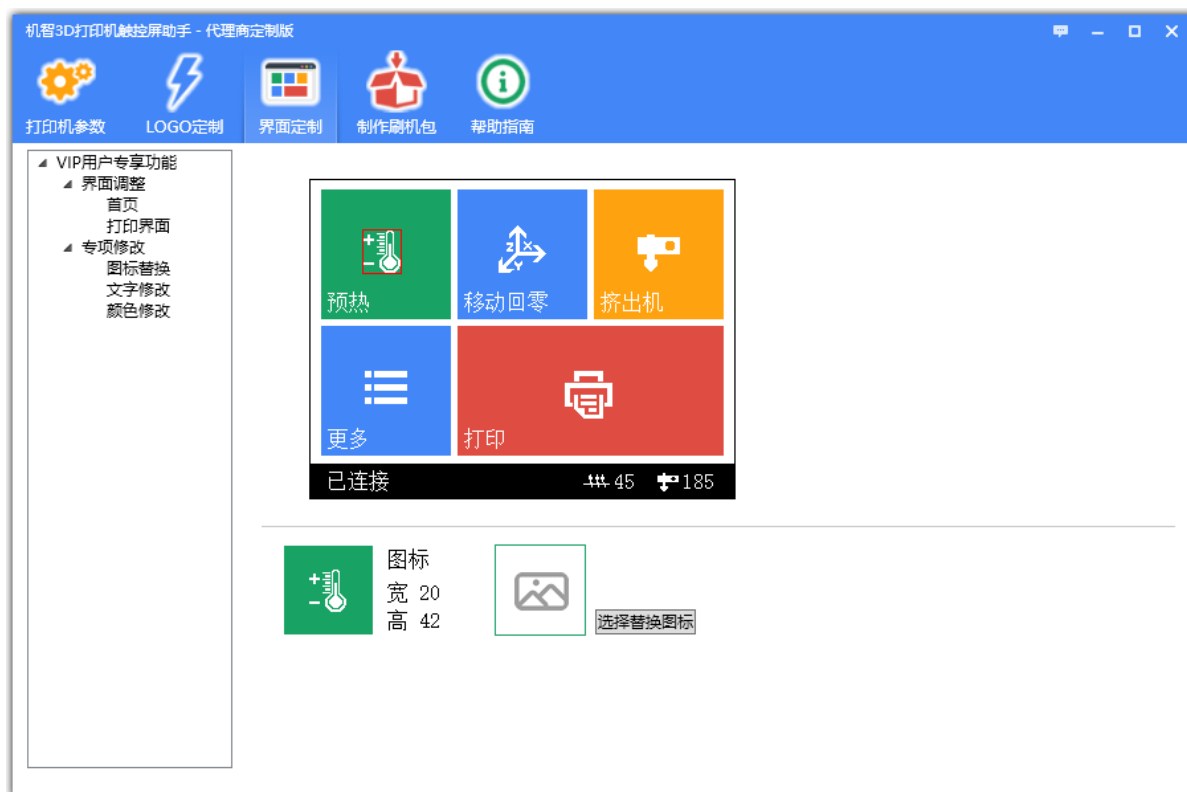 机智3D打印机触控屏助手 - 代理商定制版
打印机参数
LOGO定制
界面定制
制作刷机包
帮助指南
VIP用户专享功能
界面调整
首页
打印界面
专项修改
图标替换
文字修改
颜色修改
预热
移动回零
挤出机
更多
打印
已连接
45
185
图标
宽 20
高 42
选择替换图标